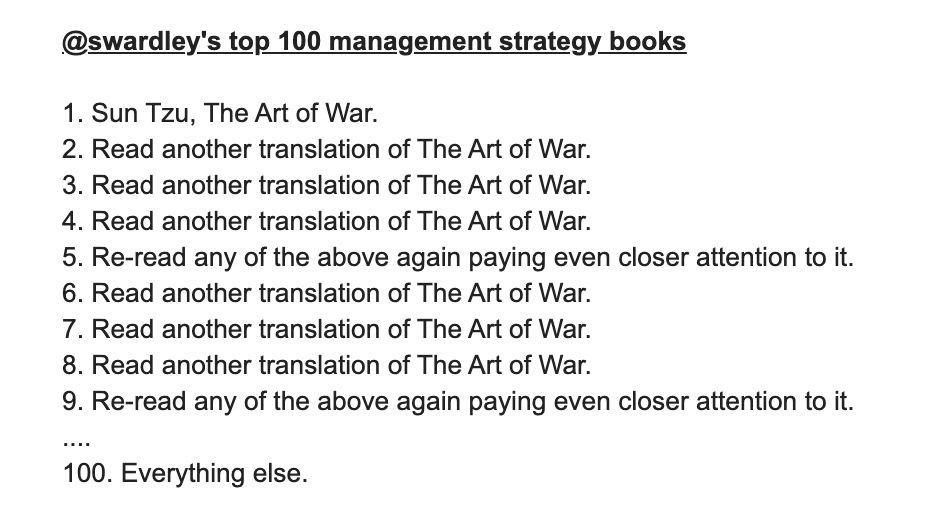 @swardley's top 100 management strategy books
1. Sun Tzu, The Art of War.
2. Read another translation of The Art of War.
3. Read another translation of The Art of War.
4. Read another translation of The Art of War.
5. Re-read any of the above again paying even closer attention to it.
6. Read another translation of The Art of War.
7. Read another translation of The Art of War.
8. Read another translation of The Art of War.
9. Re-read any of the above again paying even closer attention to it.
....
100. Everything else.